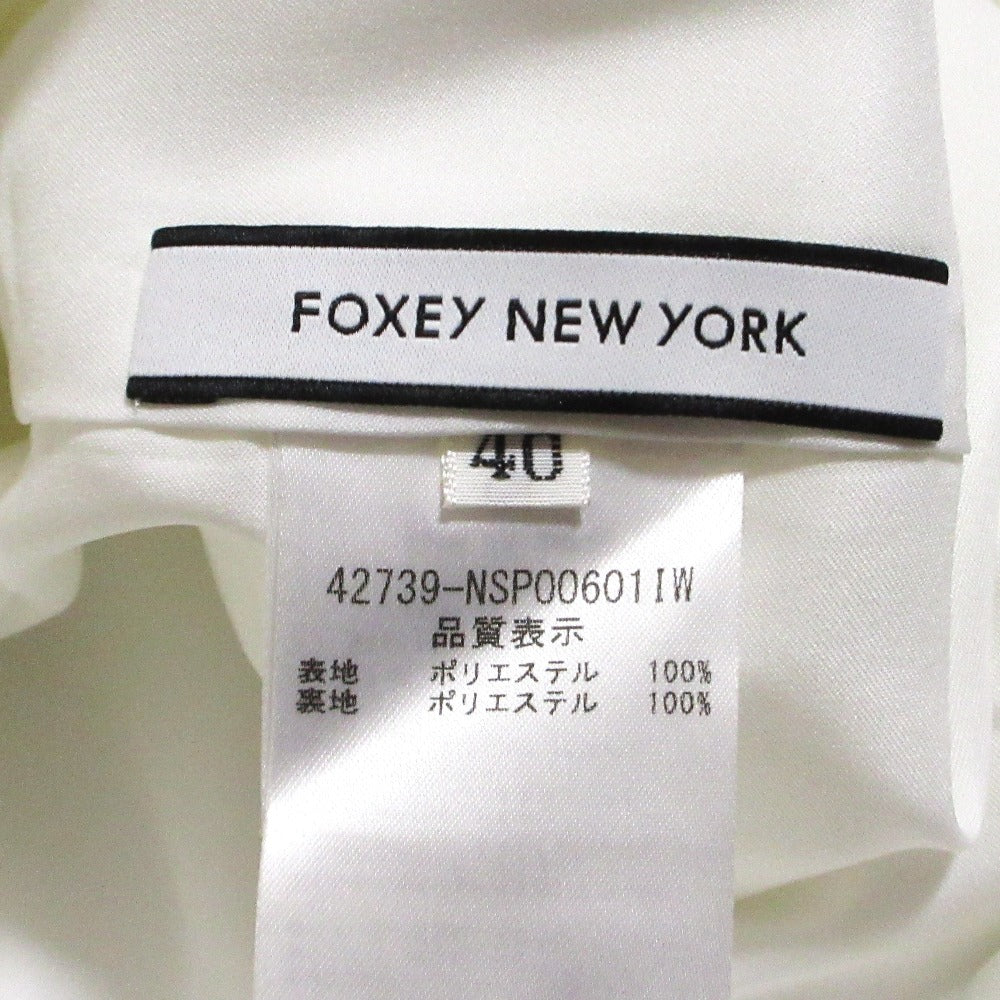 FOXEY NEW YORK
40
42739-NSP00601IW
品質表示
表地 ポリエステル 100%
裏地 ポリエステル 100%